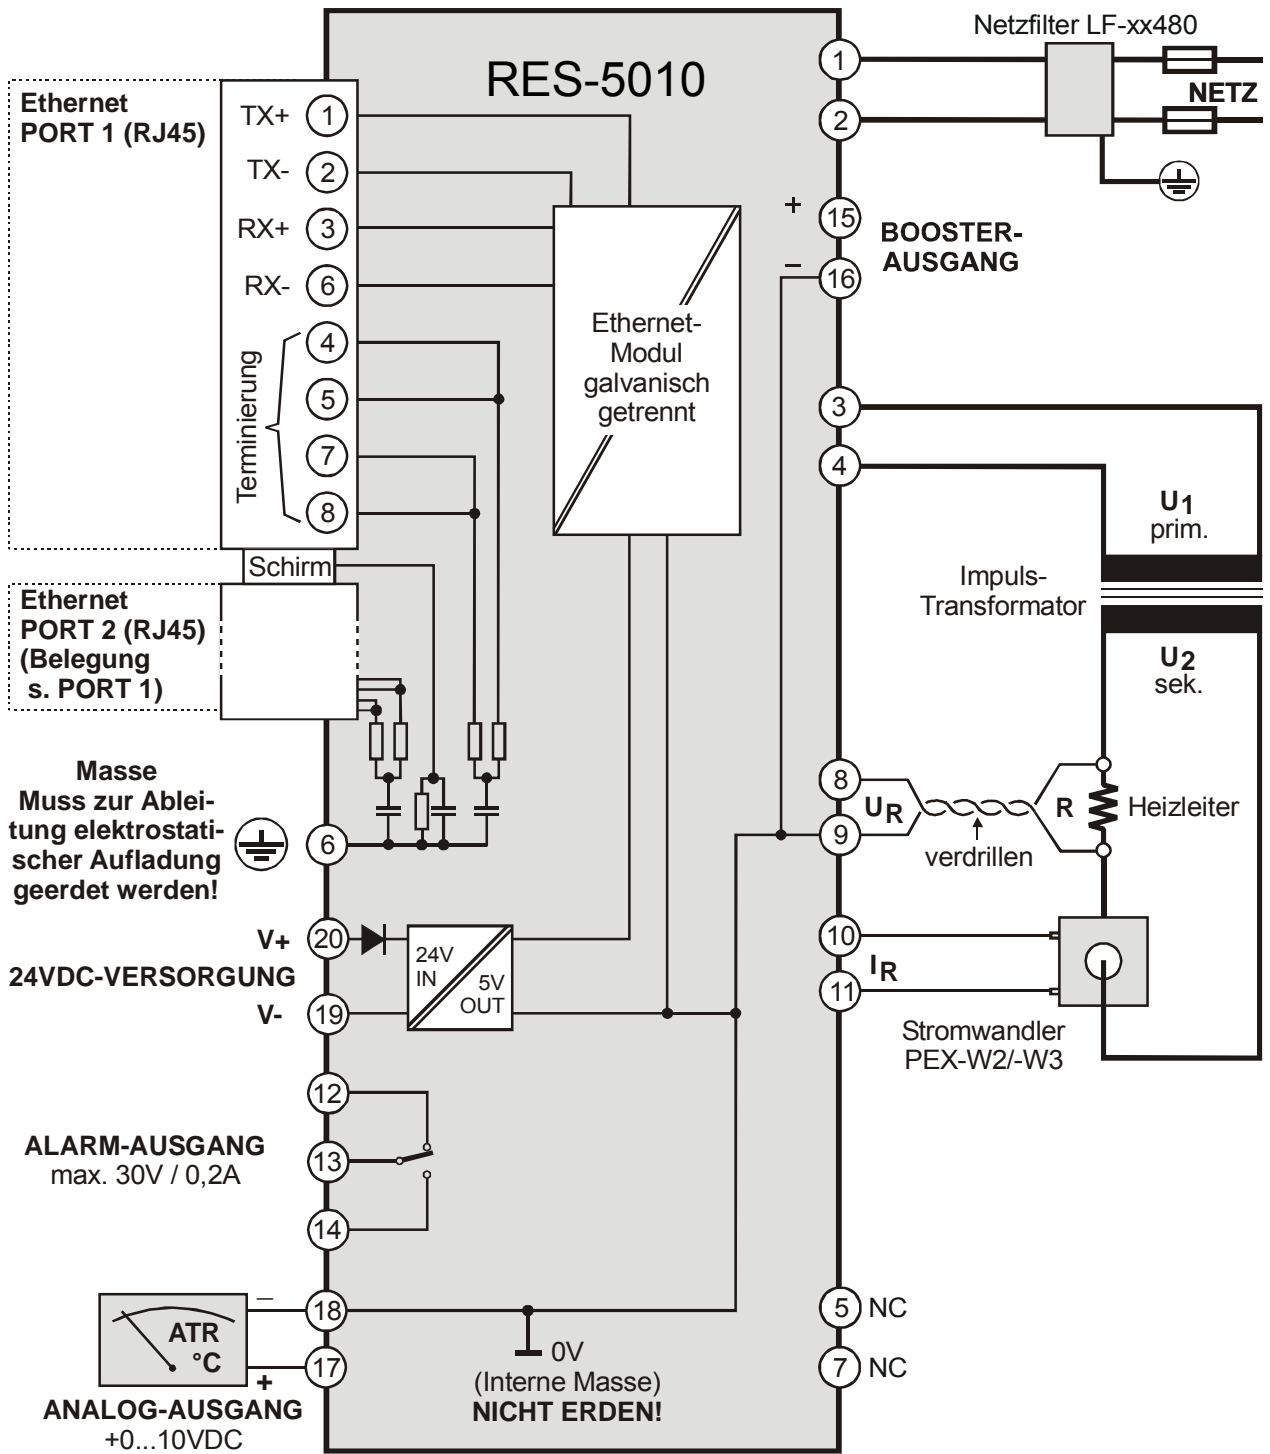 RES-5010
Netzfilter LF-xx480
1
2
NETZ
Ethernet
PORT 1 (RJ45)
TX+ 1
TX- 2
RX+ 3
RX- 6
4
5
7
8
Terminierung
Schirm
Ethernet
PORT 2 (RJ45)
(Belegung
s. PORT 1)
Ethernet-
Modul
galvanisch
getrennt
+ 15
– 16
BOOSTER-
AUSGANG
3
4
U1
prim.
Impuls-
Transformator
U2
sek.
Masse
Muss zur Ablei-
tung elektrostati-
scher Aufladung
geerdet werden!
6
8
9
UR
verdrillen
R
Heizleiter
V+ 20
24VDC-VERSORGUNG
V- 19
24V
IN
5V
OUT
10
11
IR
Stromwandler
PEX-W2/-W3
12
13
14
ALARM-AUSGANG
max. 30V / 0,2A
ATR
°C
– 18
+ 17
ANALOG-AUSGANG
+0...10VDC
0V
(Interne Masse)
NICHT ERDEN!
5 NC
7 NC